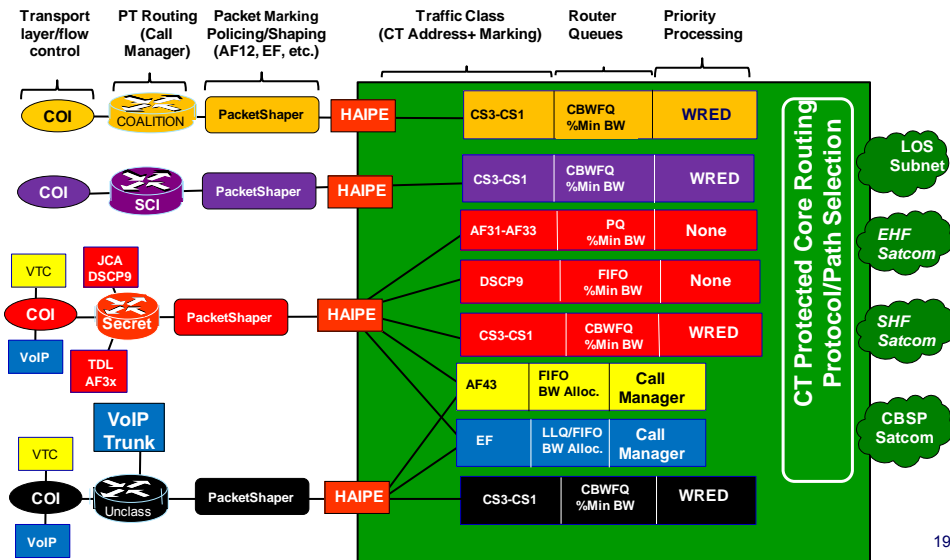 Transport
layer/flow
control
PT Routing
(Call
Manager)
Packet Marking
Policing/Shaping
(AF12, EF, etc.)
Traffic Class
(CT Address+ Marking)
Router
Queues
Priority
Processing
COI
COALITION
PacketShaper
HAIPE
CS3-CS1
CBWFQ
%Min BW
WRED
COI
SCI
PacketShaper
HAIPE
CS3-CS1
CBWFQ
%Min BW
WRED
AF31-AF33
PQ
%Min BW
None
VTC
JCA
DSCP9
COI
Secret
PacketShaper
HAIPE
DSCP9
FIFO
%Min BW
None
VoIP
TDL
AF3x
CS3-CS1
CBWFQ
%Min BW
WRED
AF43
FIFO
BW Alloc.
Call
Manager
VoIP
Trunk
EF
LLQ/FIFO
BW Alloc.
Call
Manager
VTC
COI
Unclass
PacketShaper
HAIPE
CS3-CS1
CBWFQ
%Min BW
WRED
VoIP
CT Protected Core Routing
Protocol/Path Selection
LOS
Subnet
EHF
Satcom
SHF
Satcom
CBSP
Satcom
19